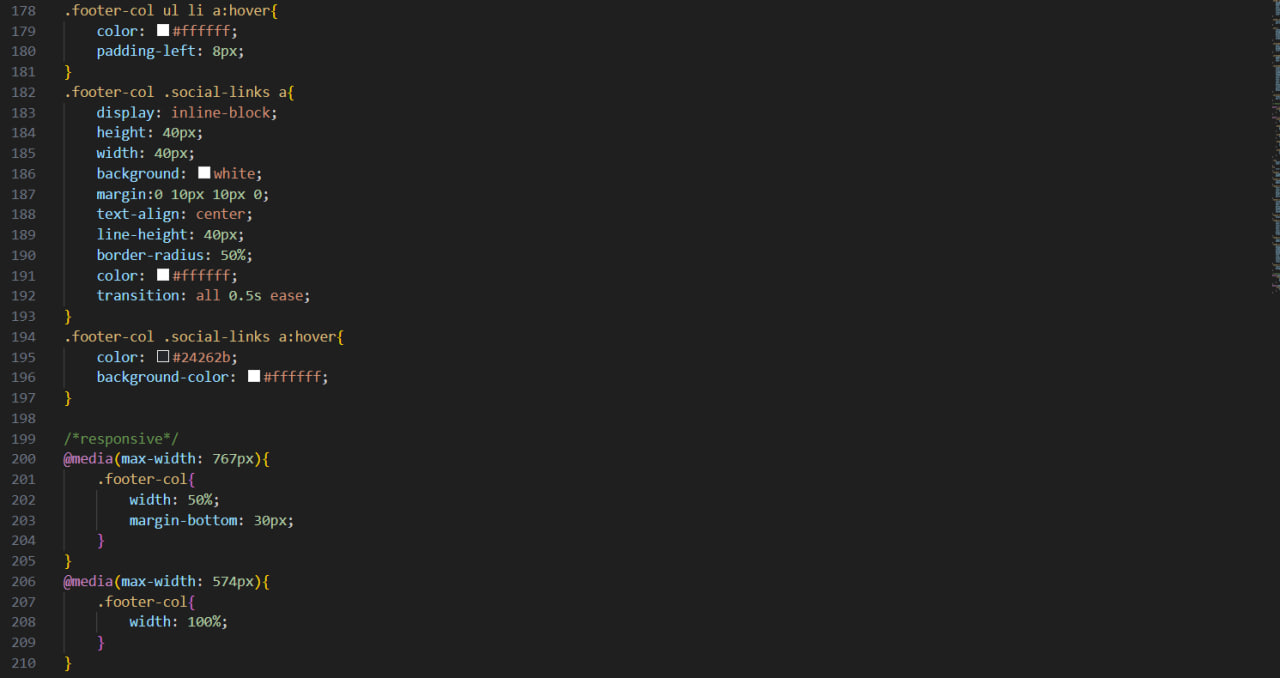 178 .footer-col ul li a:hover{
179     color: #ffffff;
180     padding-left: 8px;
181 }
182 .footer-col .social-links a{
183     display: inline-block;
184     height: 40px;
185     width: 40px;
186     background: white;
187     margin:0 10px 10px 0;
188     text-align: center;
189     line-height: 40px;
190     border-radius: 50%;
191     color: #ffffff;
192     transition: all 0.5s ease;
193 }
194 .footer-col .social-links a:hover{
195     color: #24262b;
196     background-color: #ffffff;
197 }
198
199 /*responsive*/
200 @media(max-width: 767px){
201     .footer-col{
202         width: 50%;
203         margin-bottom: 30px;
204     }
205 }
206 @media(max-width: 574px){
207     .footer-col{
208         width: 100%;
209     }
210 }